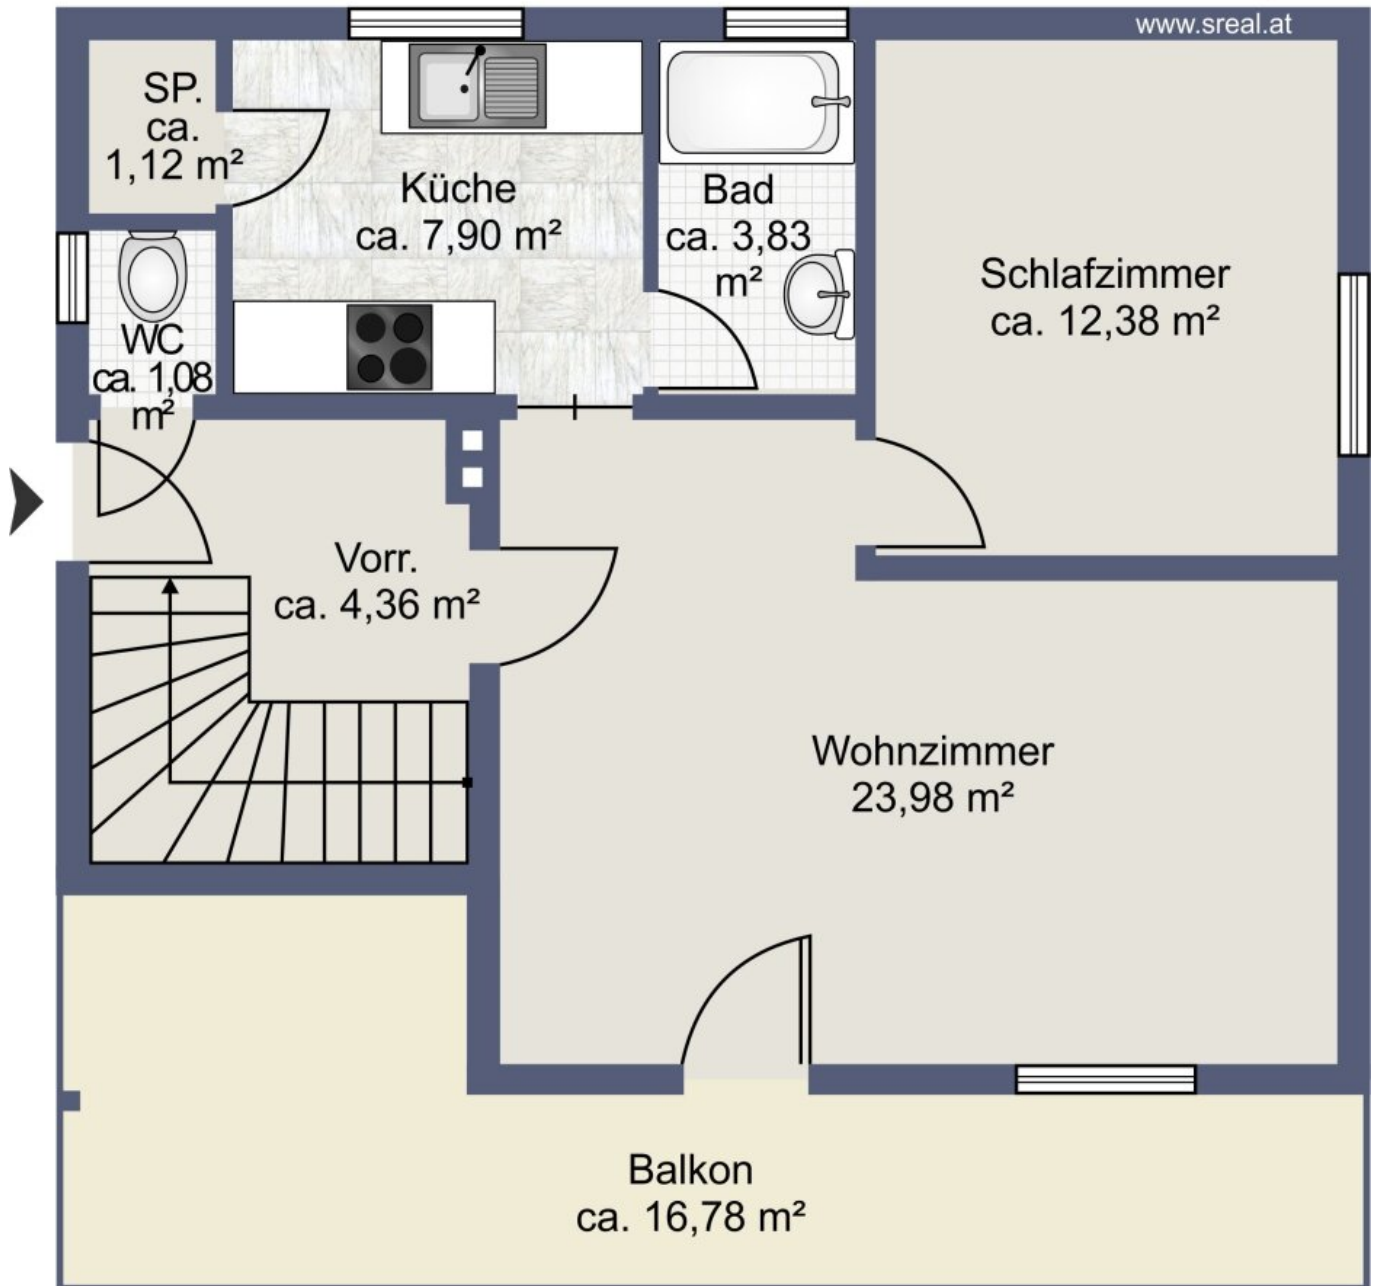 www.sreal.at
SP.
ca.
1,12 m²
Küche
ca. 7,90 m²
Bad
ca. 3,83
m²
Schlafzimmer
ca. 12,38 m²
WC
ca. 1,08
m²
Vorr.
ca. 4,36 m²
Wohnzimmer
23,98 m²
Balkon
ca. 16,78 m²